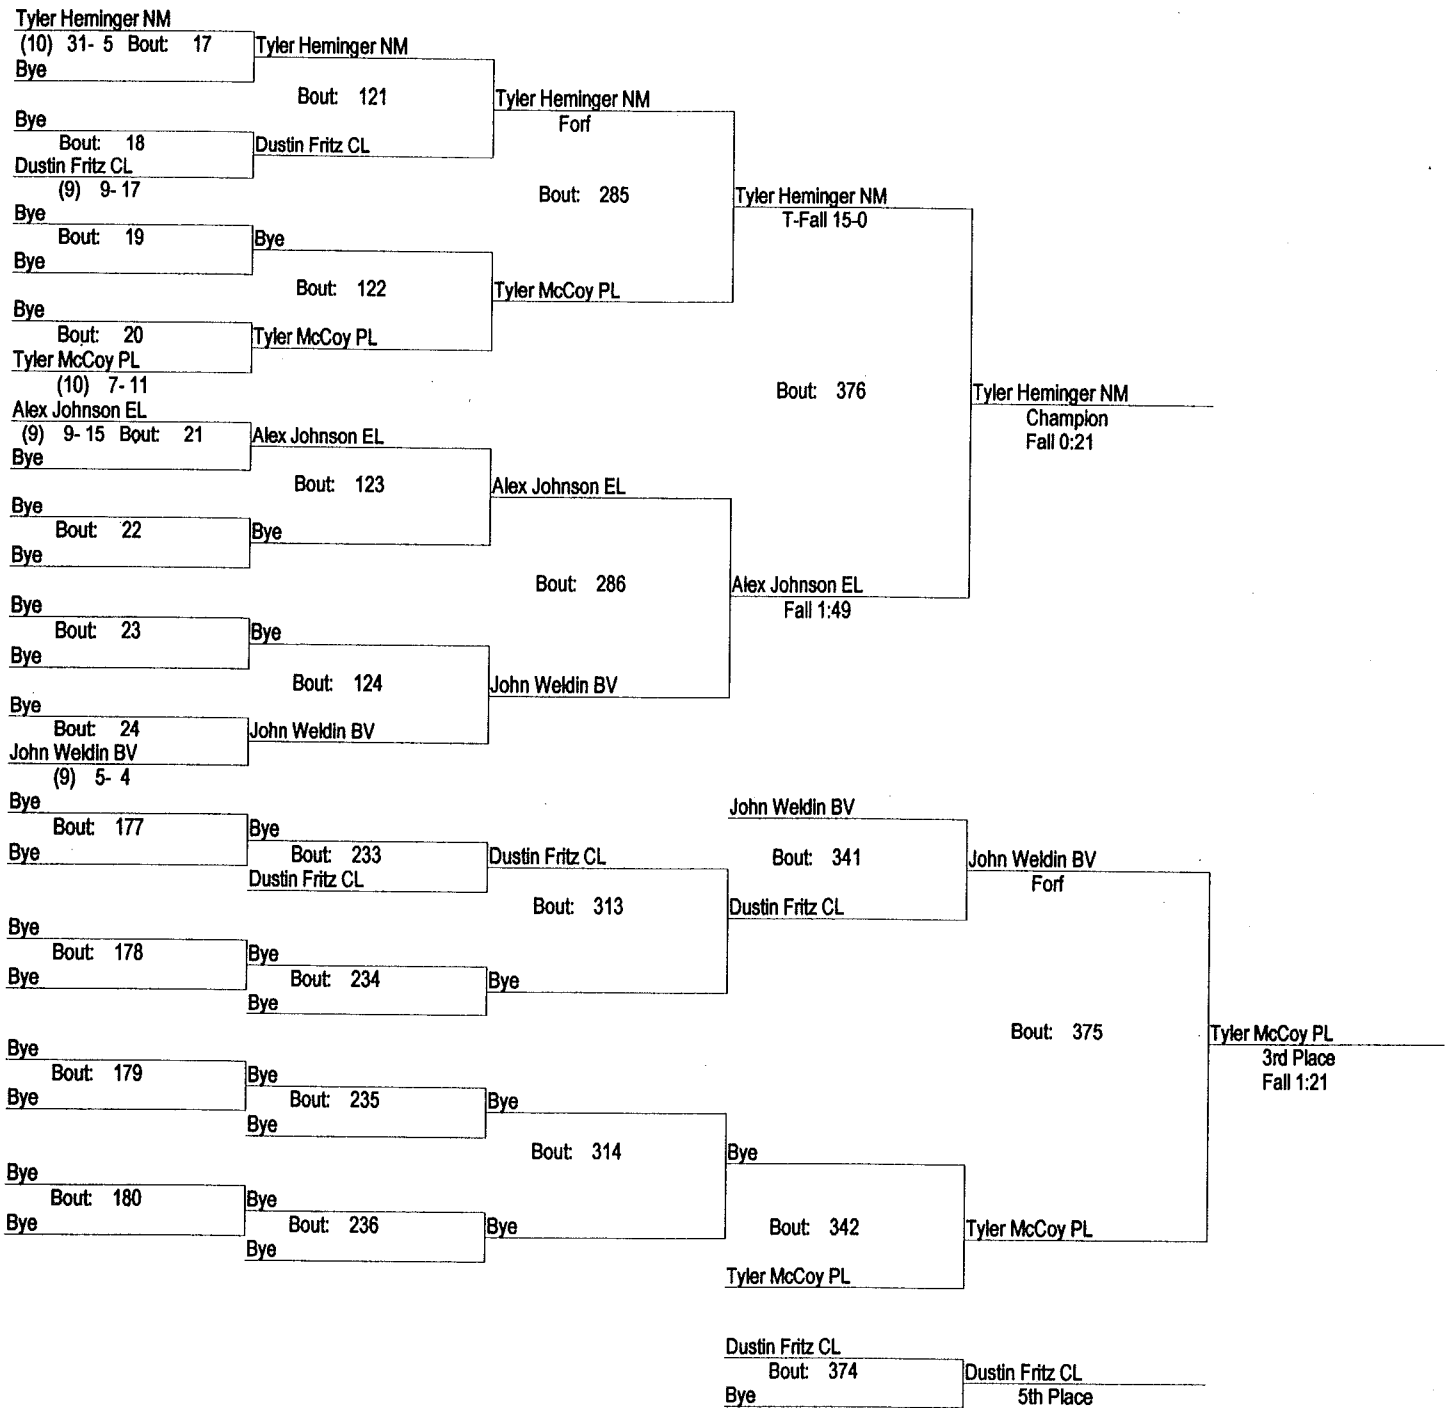 Tyler Heminger NM
(10) 31- 5 Bout: 17
Bye
Tyler Heminger NM
Bout: 121
Bye
Bout: 18
Dustin Fritz CL
(9) 9- 17
Dustin Fritz CL
Tyler Heminger NM
Forf
Bout: 285
Bye
Bout: 19
Bye
Bye
Bout: 122
Bye
Bout: 20
Tyler McCoy PL
(10) 7- 11
Tyler McCoy PL
Tyler McCoy PL
Tyler Heminger NM
T-Fall 15-0
Bout: 376
Tyler Heminger NM
Champion
Fall 0:21
Alex Johnson EL
(9) 9- 15 Bout: 21
Bye
Alex Johnson EL
Bout: 123
Bye
Bout: 22
Bye
Bye
Alex Johnson EL
Bout: 286
Alex Johnson EL
Fall 1:49
Bye
Bout: 23
Bye
Bye
Bout: 124
Bye
Bout: 24
John Weldin BV
(9) 5- 4
John Weldin BV
John Weldin BV
Bye
Bout: 177
Bye
Bye
Bout: 233
Dustin Fritz CL
Dustin Fritz CL
Bout: 313
Bye
Bout: 178
Bye
Bye
Bout: 234
Bye
Bye
John Weldin BV
Bout: 341
Dustin Fritz CL
John Weldin BV
Forf
Bout: 375
Tyler McCoy PL
3rd Place
Fall 1:21
Bye
Bout: 179
Bye
Bye
Bout: 235
Bye
Bye
Bout: 314
Bye
Bout: 180
Bye
Bye
Bout: 236
Bye
Bye
Bye
Bout: 342
Tyler McCoy PL
Tyler McCoy PL
Dustin Fritz CL
Bout: 374
Bye
Dustin Fritz CL
5th Place